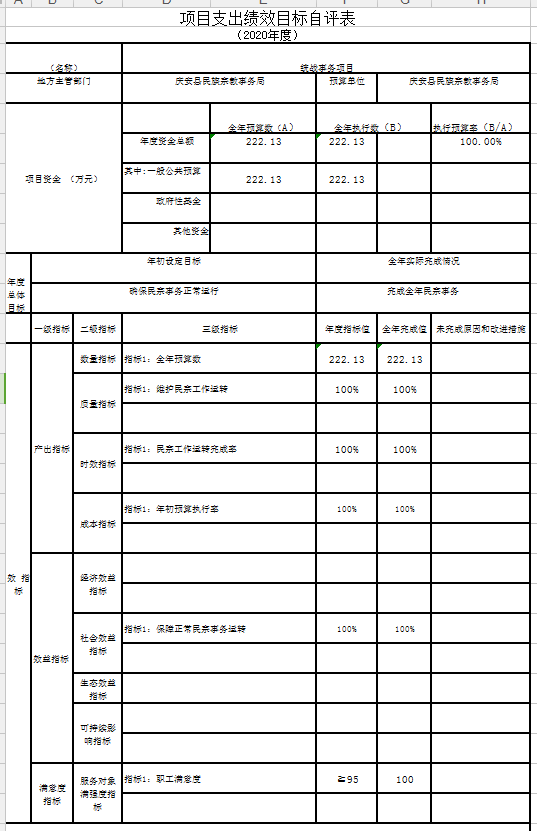 项目支出绩效目标自评表
(2020年度)
(名称) 统战事务项目
地方主管部门 庆安县民族宗教事务局 预算单位 庆安县民族宗教事务局
项目资金 (万元) 全年预算数(A) 全年执行数(B) 执行预算率(B/A)
年度资金总额 222.13 222.13 100.00%
其中:一般公共预算 222.13 222.13
政府性基金
其他资金
年度总体目标 年初设定目标 全年实际完成情况
确保民宗事务正常运行 完成全年民宗事务
一级指标 二级指标 三级指标 年度指标值 全年完成值 未完成原因和改进措施
效 指标
产出指标 数量指标 指标1: 全年预算数 222.13 222.13
质量指标 指标1: 维护民宗工作运转 100% 100%
时效指标 指标1: 民宗工作运转完成率 100% 100%
成本指标 指标1: 年初预算执行率 100% 100%
效益指标 经济效益指标
社会效益指标 指标1: 保障正常民宗事务运转 100% 100%
生态效益指标
可持续影响指标
满意度指标 服务对象满强度指标 指标1: 职工满意度 ≧95 100